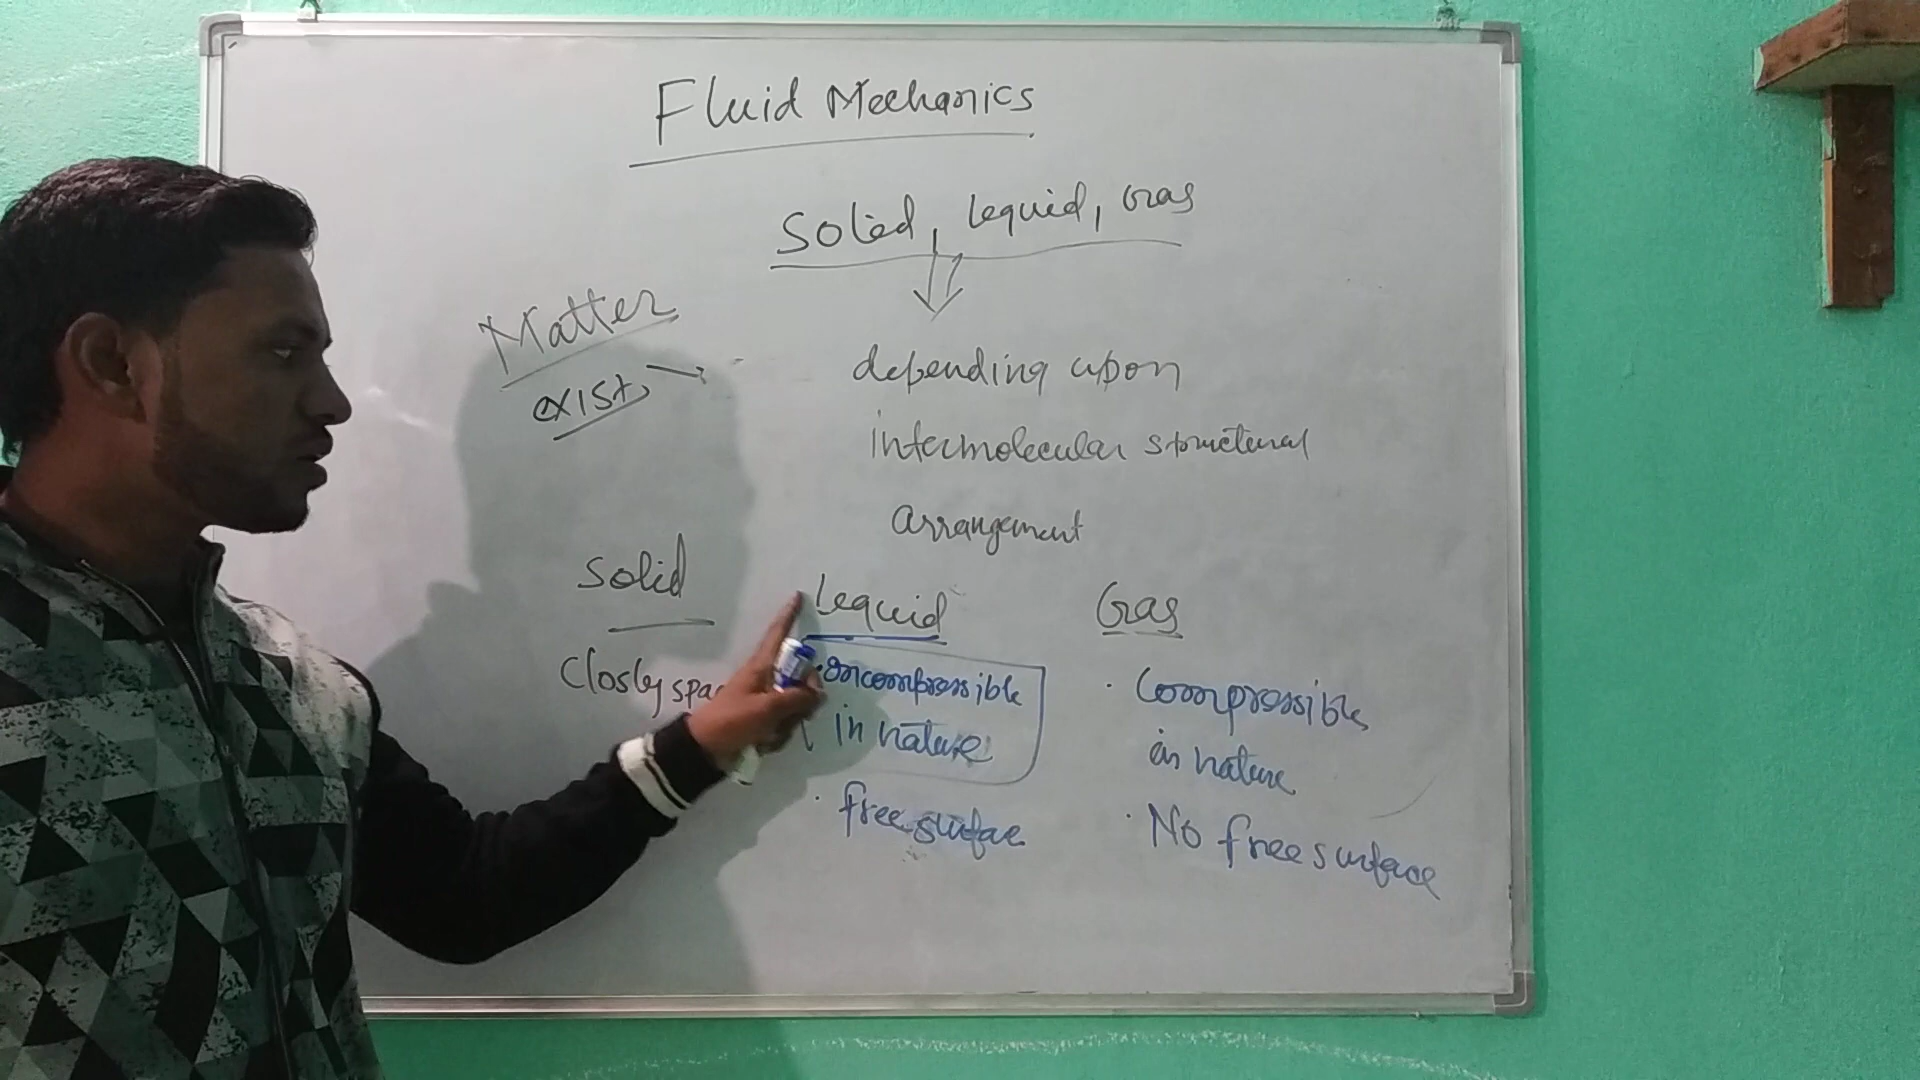 Fluid Mechanics
Solid, Liquid, Gas
Matter
exist,
depending upon
intermolecular structural
arrangement
Solid
Liquid
Gas
Closly spa
incompressible
in nature
Compressible
in nature
free surfae
No free surface